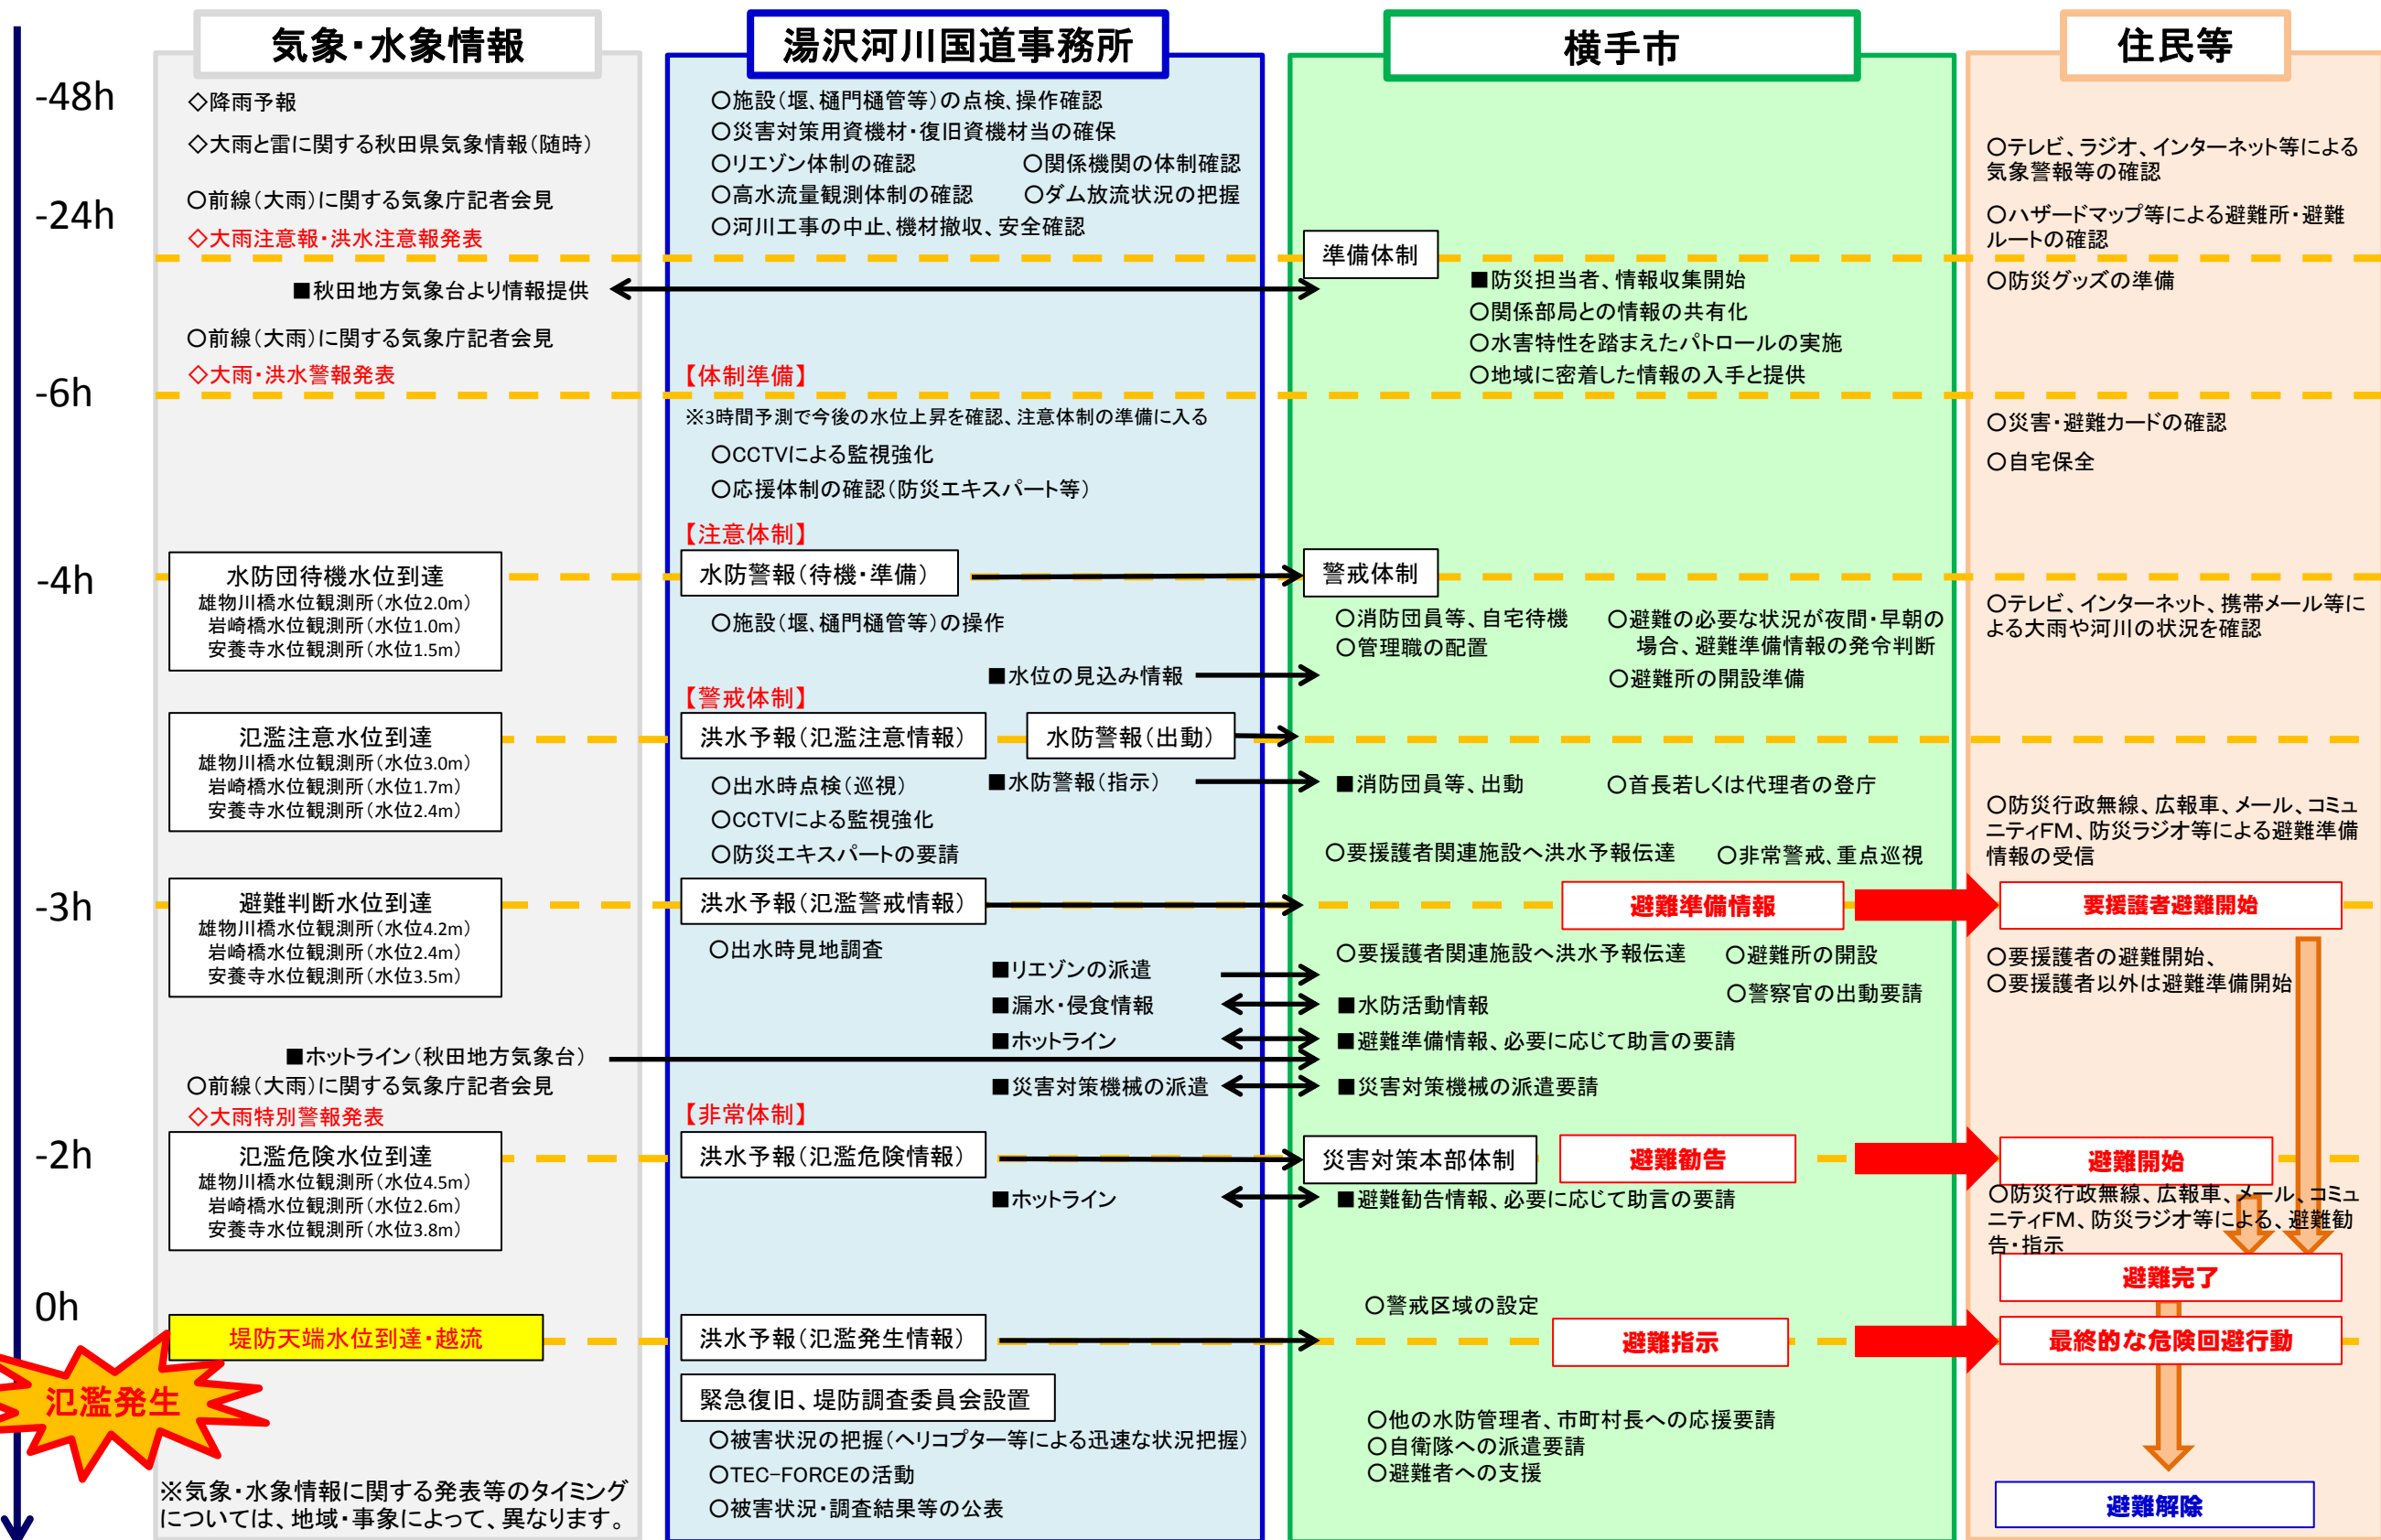 気象・水象情報
湯沢河川国道事務所
横手市
住民等
-48h
-24h
-6h
-4h
-3h
-2h
0h
氾濫発生
◇降雨予報
◇大雨と雷に関する秋田県気象情報(随時)
○前線(大雨)に関する気象庁記者会見
◇大雨注意報・洪水注意報発表
■秋田地方気象台より情報提供
○前線(大雨)に関する気象庁記者会見
◇大雨・洪水警報発表
水防団待機水位到達
雄物川橋水位観測所(水位2.0m)
岩崎橋水位観測所(水位1.0m)
安養寺水位観測所(水位1.5m)
氾濫注意水位到達
雄物川橋水位観測所(水位3.0m)
岩崎橋水位観測所(水位1.7m)
安養寺水位観測所(水位2.4m)
避難判断水位到達
雄物川橋水位観測所(水位4.2m)
岩崎橋水位観測所(水位2.4m)
安養寺水位観測所(水位3.5m)
■ホットライン(秋田地方気象台)
○前線(大雨)に関する気象庁記者会見
◇大雨特別警報発表
氾濫危険水位到達
雄物川橋水位観測所(水位4.5m)
岩崎橋水位観測所(水位2.6m)
安養寺水位観測所(水位3.8m)
堤防天端水位到達・越流
※気象・水象情報に関する発表等のタイミング
については、地域・事象によって、異なります。
○施設(堰、樋門樋管等)の点検、操作確認
○災害対策用資機材・復旧資機材当の確保
○リエゾン体制の確認 ○関係機関の体制確認
○高水流量観測体制の確認 ○ダム放流状況の把握
○河川工事の中止、機材撤収、安全確認
【体制準備】
※3時間予測で今後の水位上昇を確認、注意体制の準備に入る
○CCTVによる監視強化
○応援体制の確認(防災エキスパート等)
【注意体制】
水防警報(待機・準備)
○施設(堰、樋門樋管等)の操作
■水位の見込み情報
【警戒体制】
洪水予報(氾濫注意情報) 水防警報(出動)
○出水時点検(巡視) ■水防警報(指示)
○CCTVによる監視強化
○防災エキスパートの要請
洪水予報(氾濫警戒情報)
○出水時見地調査
■リエゾンの派遣
■漏水・侵食情報
■ホットライン
■災害対策機械の派遣
【非常体制】
洪水予報(氾濫危険情報)
■ホットライン
洪水予報(氾濫発生情報)
緊急復旧、堤防調査委員会設置
○被害状況の把握(ヘリコプター等による迅速な状況把握)
○TEC-FORCEの活動
○被害状況・調査結果等の公表
準備体制
■防災担当者、情報収集開始
○関係部局との情報の共有化
○水害特性を踏まえたパトロールの実施
○地域に密着した情報の入手と提供
警戒体制
○消防団員等、自宅待機
○管理職の配置
○避難の必要な状況が夜間・早朝の
場合、避難準備情報の発令判断
○避難所の開設準備
■消防団員等、出動 ○首長若しくは代理者の登庁
○要援護者関連施設へ洪水予報伝達 ○非常警戒、重点巡視
避難準備情報
○要援護者関連施設へ洪水予報伝達 ○避難所の開設
○警察官の出動要請
■水防活動情報
■避難準備情報、必要に応じて助言の要請
■災害対策機械の派遣要請
災害対策本部体制 避難勧告
■避難勧告情報、必要に応じて助言の要請
○警戒区域の設定
避難指示
○他の水防管理者、市町村長への応援要請
○自衛隊への派遣要請
○避難者への支援
○テレビ、ラジオ、インターネット等による
気象警報等の確認
○ハザードマップ等による避難所・避難
ルートの確認
○防災グッズの準備
○災害・避難カードの確認
○自宅保全
○テレビ、インターネット、携帯メール等に
よる大雨や河川の状況を確認
○防災行政無線、広報車、メール、コミュ
ニティFM、防災ラジオ等による避難準備
情報の受信
要援護者避難開始
○要援護者の避難開始、
○要援護者以外は避難準備開始
避難開始
○防災行政無線、広報車、メール、コミュ
ニティFM、防災ラジオ等による、避難勧
告・指示
避難完了
最終的な危険回避行動
避難解除